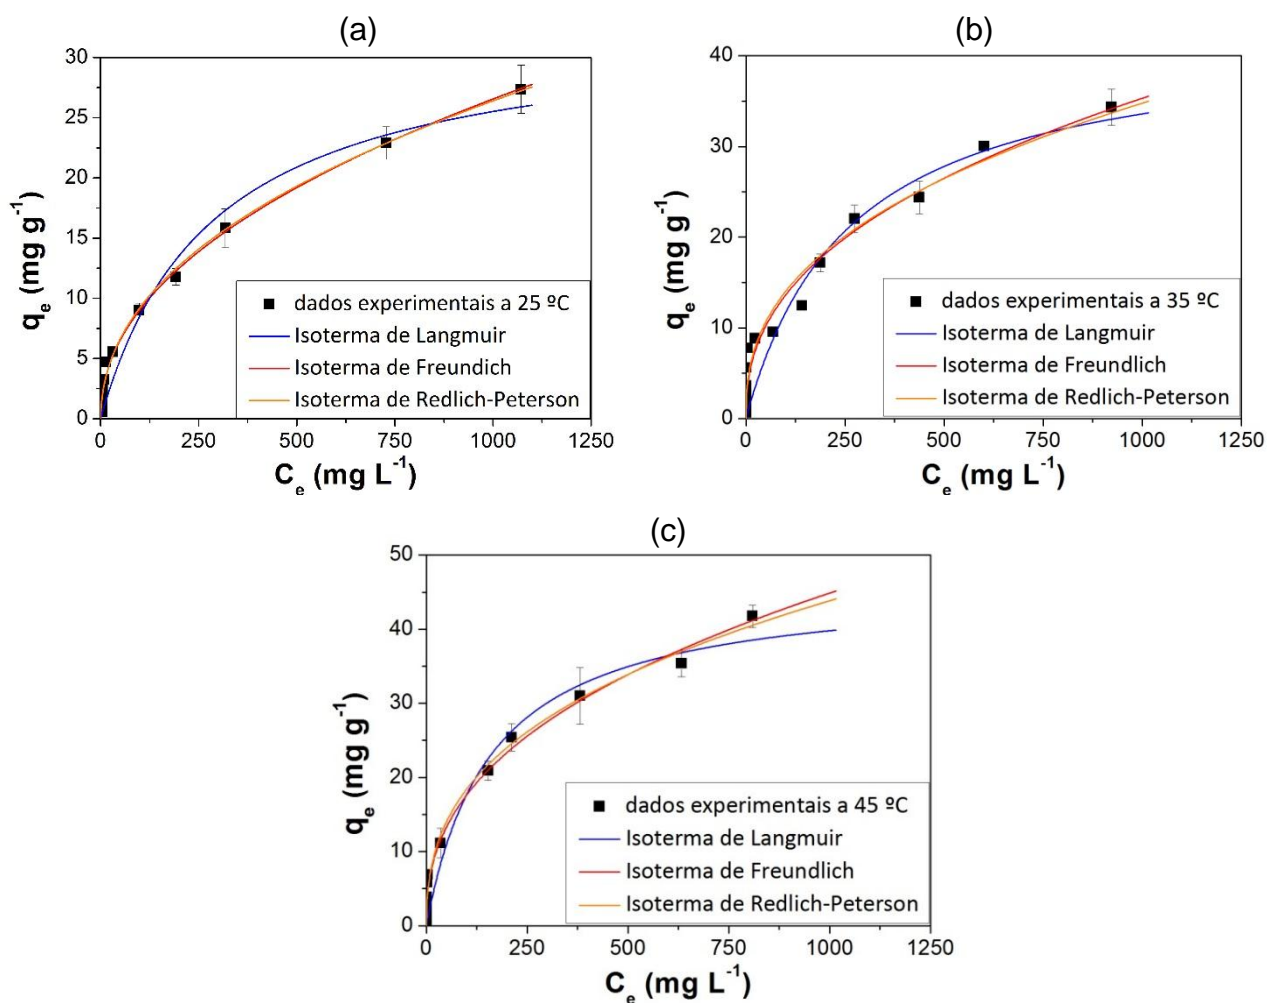 (a)
30
25
20
15
10
5
0
q_e (mg g^-1)
dados experimentais a 25 ºC
Isoterma de Langmuir
Isoterma de Freundich
Isoterma de Redlich-Peterson
0 250 500 750 1000 1250
C_e (mg L^-1)
(b)
40
30
20
10
0
q_e (mg g^-1)
dados experimentais a 35 ºC
Isoterma de Langmuir
Isoterma de Freundlich
Isoterma de Redlich-Peterson
0 250 500 750 1000 1250
C_e (mg L^-1)
(c)
50
40
30
20
10
0
q_e (mg g^-1)
dados experimentais a 45 ºC
Isoterma de Langmuir
Isoterma de Freundlich
Isoterma de Redlich-Peterson
0 250 500 750 1000 1250
C_e (mg L^-1)